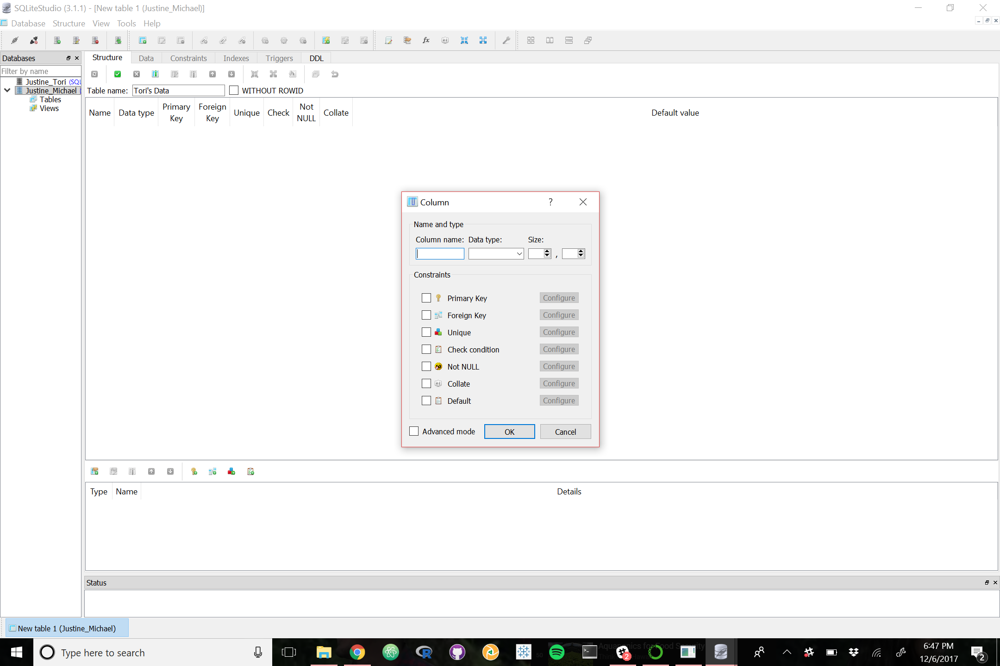 SQLiteStudio (3.1.1) - [New table 1 (Justine_Michael)]
Database Structure View Tools Help
Databases
Filter by name
Justine_Tori (SQL
Justine_Michael
Tables
Views
Structure Data Constraints Indexes Triggers DDL
Table name: Tori's Data WITHOUT ROWID
Name Data type Primary Key Foreign Key Unique Check Not NULL Collate Default value
Column ?
Name and type
Column name: Data type: Size:
,
Constraints
Primary Key Configure
Foreign Key Configure
Unique Configure
Check condition Configure
Not NULL Configure
Collate Configure
Default Configure
Advanced mode OK Cancel
Type Name Details
Status
New table 1 (Justine_Michael)
Type here to search
Aquaponics for Food Security
50
2
6:47 PM
12/6/2017
2